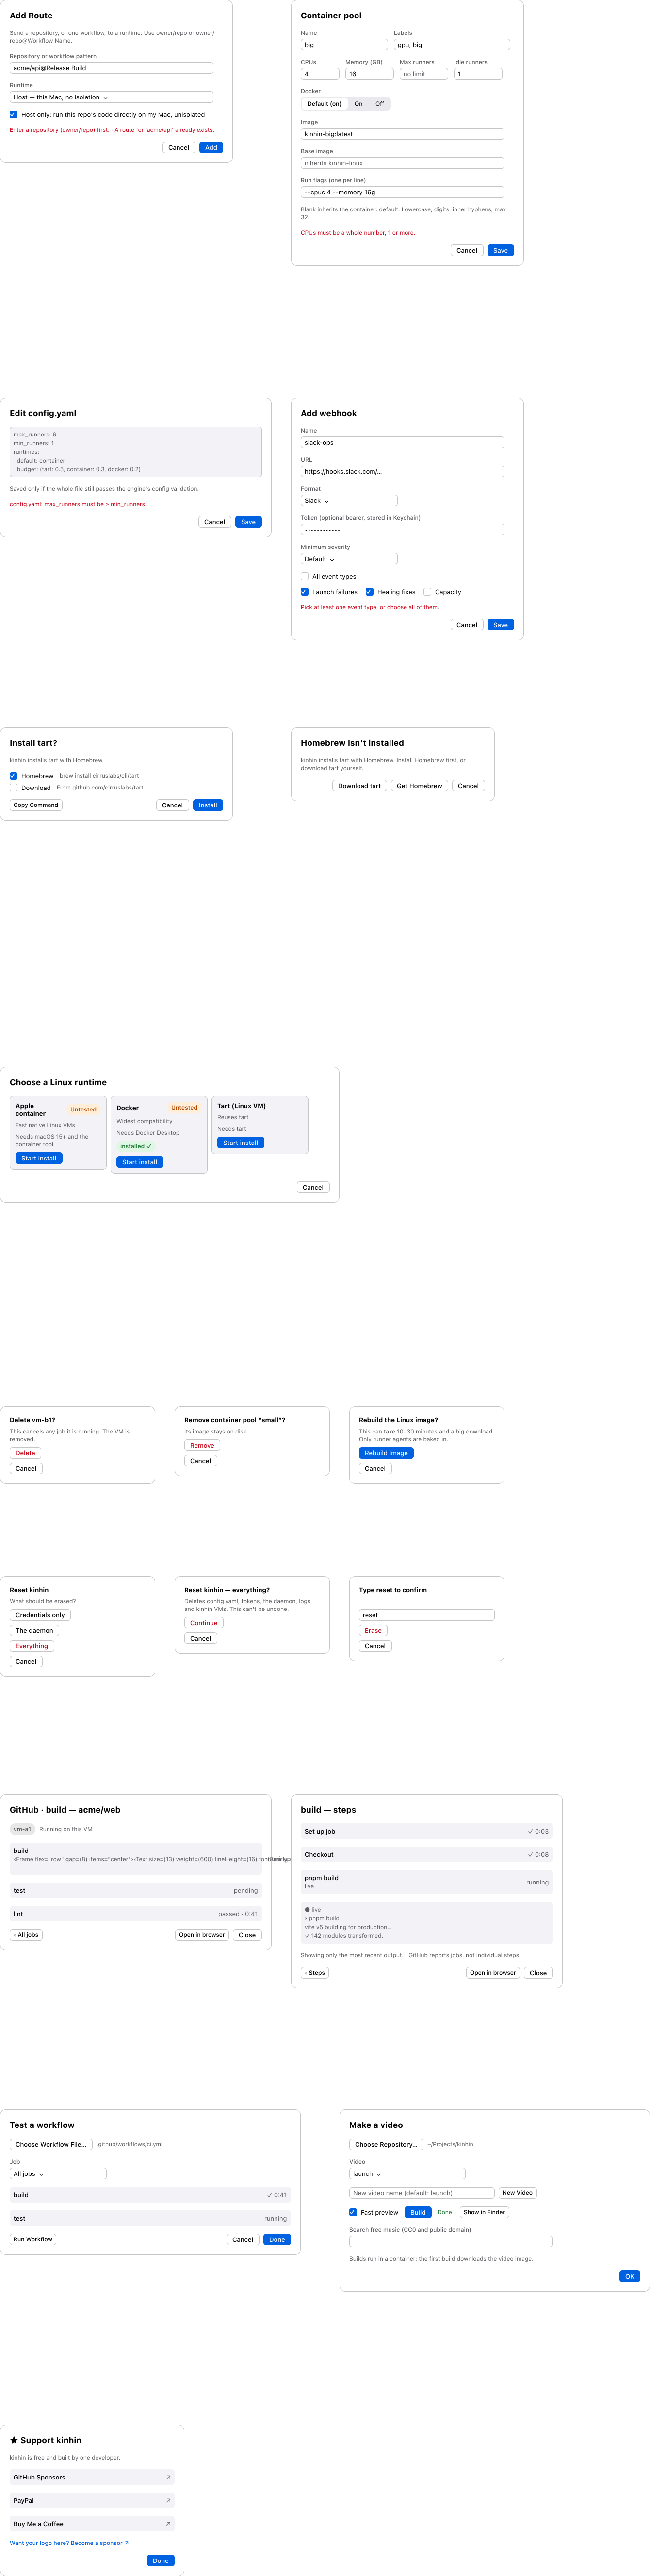 Add Route
Send a repository, or one workflow, to a runtime. Use owner/repo or owner/
repo@Workflow Name.
Repository or workflow pattern
acme/api@Release Build
Runtime
Host — this Mac, no isolation
Host only: run this repo's code directly on my Mac, unisolated
Enter a repository (owner/repo) first. · A route for 'acme/api' already exists.
Cancel
Add
Container pool
Name
Labels
big
gpu, big
CPUs
Memory (GB)
Max runners
Idle runners
4
16
no limit
1
Docker
Default (on)
On
Off
Image
kinhin-big:latest
Base image
inherits kinhin-linux
Run flags (one per line)
--cpus 4 --memory 16g
Blank inherits the container: default. Lowercase, digits, inner hyphens; max
32.
CPUs must be a whole number, 1 or more.
Cancel
Save
Edit config.yaml
max_runners: 6
min_runners: 1
runtimes:
default: container
budget: {tart: 0.5, container: 0.3, docker: 0.2}
Saved only if the whole file still passes the engine's config validation.
config.yaml: max_runners must be ≥ min_runners.
Cancel
Save
Add webhook
Name
slack-ops
URL
https://hooks.slack.com/…
Format
Slack
Token (optional bearer, stored in Keychain)
••••••••••••
Minimum severity
Default
All event types
Launch failures
Healing fixes
Capacity
Pick at least one event type, or choose all of them.
Cancel
Save
Install tart?
kinhin installs tart with Homebrew.
Homebrew
brew install cirruslabs/cli/tart
Download
From github.com/cirruslabs/tart
Copy Command
Cancel
Install
Homebrew isn't installed
kinhin installs tart with Homebrew. Install Homebrew first, or
download tart yourself.
Download tart
Get Homebrew
Cancel
Choose a Linux runtime
Apple
container
Untested
Fast native Linux VMs
Needs macOS 15+ and the
container tool
Start install
Docker
Untested
Widest compatibility
Needs Docker Desktop
installed ✓
Start install
Tart (Linux VM)
Reuses tart
Needs tart
Start install
Cancel
Delete vm-b1?
This cancels any job it is running. The VM is
removed.
Delete
Cancel
Remove container pool "small"?
Its image stays on disk.
Remove
Cancel
Rebuild the Linux image?
This can take 10–30 minutes and a big download.
Only runner agents are baked in.
Rebuild Image
Cancel
Reset kinhin
What should be erased?
Credentials only
The daemon
Everything
Cancel
Reset kinhin — everything?
Deletes config.yaml, tokens, the daemon, logs
and kinhin VMs. This can't be undone.
Continue
Cancel
Type reset to confirm
reset
Erase
Cancel
GitHub · build — acme/web
vm-a1
Running on this VM
build
›Frame flex="row" gap={8} items="center"›‹Text size={13} weight={600} lineHeight={16}
test
pending
lint
passed · 0:41
‹ All jobs
Open in browser
Close
build — steps
Set up job
✓ 0:03
Checkout
✓ 0:08
pnpm build
live
running
● live
› pnpm build
vite v5 building for production…
✓ 142 modules transformed.
Showing only the most recent output. · GitHub reports jobs, not individual steps.
‹ Steps
Open in browser
Close
Test a workflow
Choose Workflow File…
.github/workflows/ci.yml
Job
All jobs
build
✓ 0:41
test
running
Run Workflow
Cancel
Done
Make a video
Choose Repository…
~/Projects/kinhin
Video
launch
New video name (default: launch)
New Video
Fast preview
Build
Done.
Show in Finder
Search free music (CC0 and public domain)
Builds run in a container; the first build downloads the video image.
OK
★ Support kinhin
kinhin is free and built by one developer.
GitHub Sponsors
↗
PayPal
↗
Buy Me a Coffee
↗
Want your logo here? Become a sponsor ↗
Done